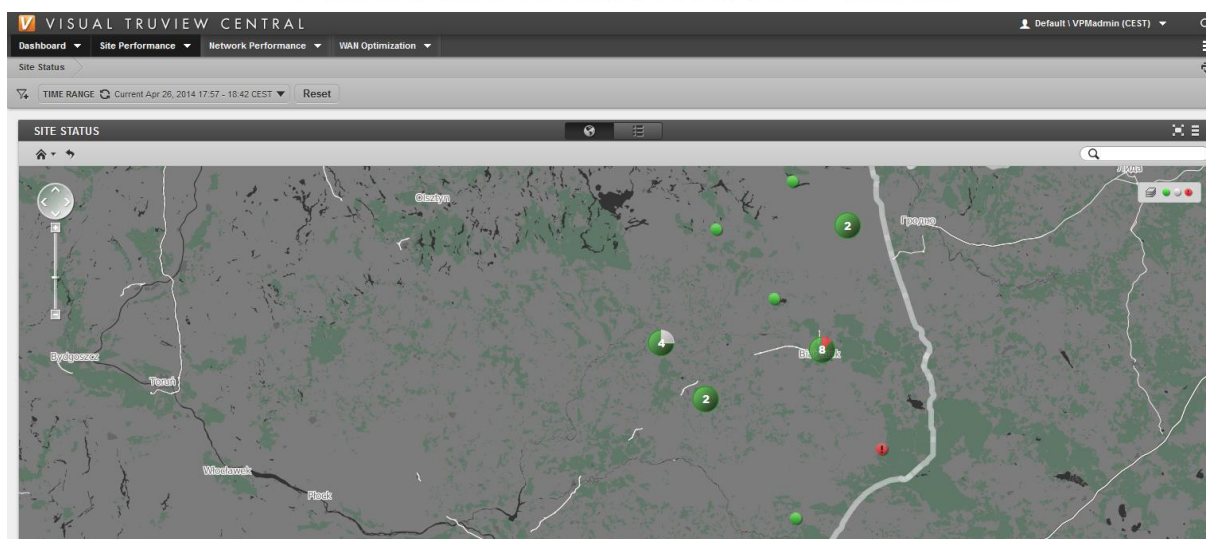 VISUAL TRUVIEW CENTRAL
Default \ VPMadmin (CEST)
Dashboard Site Performance Network Performance WAN Optimization
Site Status
TIME RANGE Current Apr 26, 2014 17:57 - 18:42 CEST Reset
SITE STATUS
Лида
Olsztyn
Гродно
2
4
8
Bydgoszcz
Toruń
2
!
Włocławek
Płock